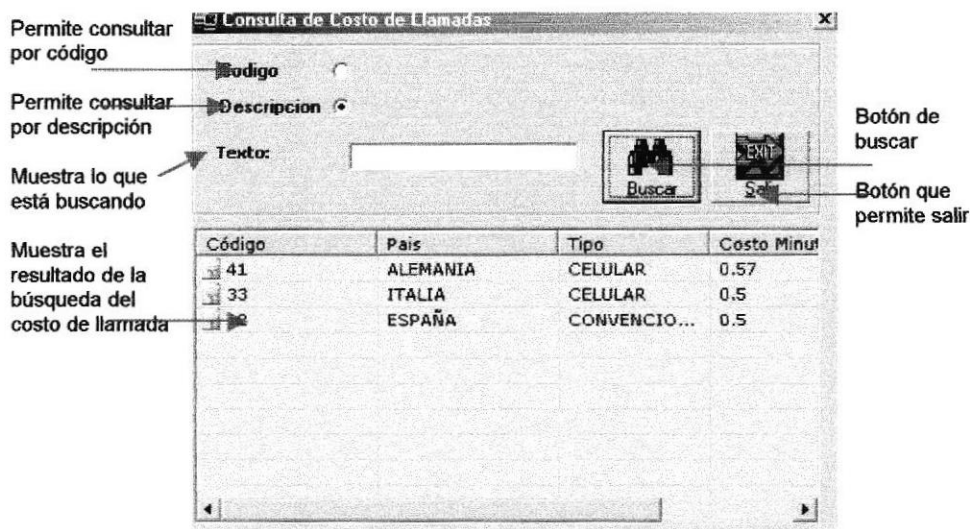 Permite consultar
por código
Permite consultar
por descripción
Muestra lo que
está buscando
Muestra el
resultado de la
búsqueda del
costo de llamada
Consulta de Costo de Llamadas
Codigo
Descripcion
Texto:
Buscar
EXIT
Salir
Botón de
buscar
Botón que
permite salir
Código País Tipo Costo Minut
41 ALEMANIA CELULAR 0.57
33 ITALIA CELULAR 0.5
ESPAÑA CONVENCIO... 0.5